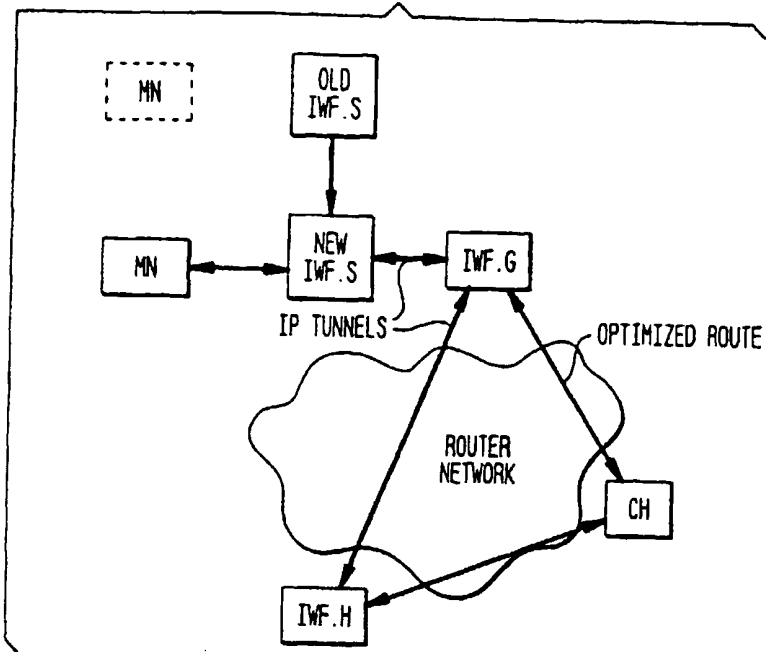 MN
OLD
IWF.S
MN
NEW
IWF.S
IWF.G
IP TUNNELS
OPTIMIZED ROUTE
ROUTER
NETWORK
CH
IWF.H